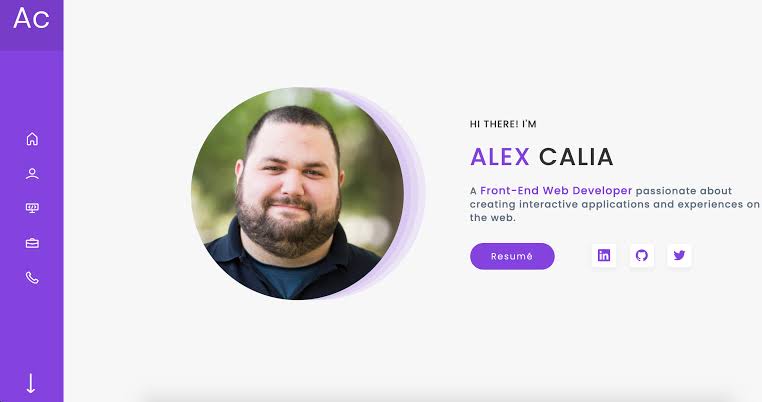 Ac
HI THERE! I'M
ALEX CALIA
A Front-End Web Developer passionate about
creating interactive applications and experiences on
the web.
Resumé